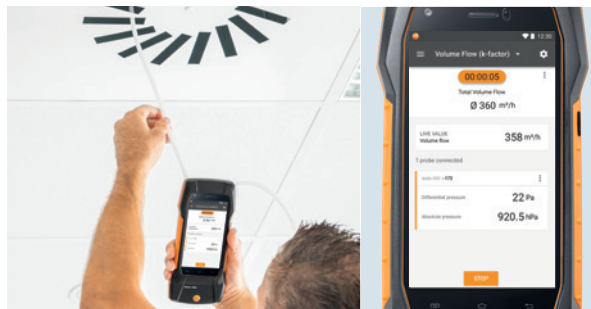 12:30
Volume Flow (k-factor)
00:00:05
Total Volume Flow
Ø 360 m³/h
LIVE VALUE
Volume flow
358 m³/h
1 probe connected
Differential pressure
22 Pa
Absolute pressure
920.5 hPa
STOP